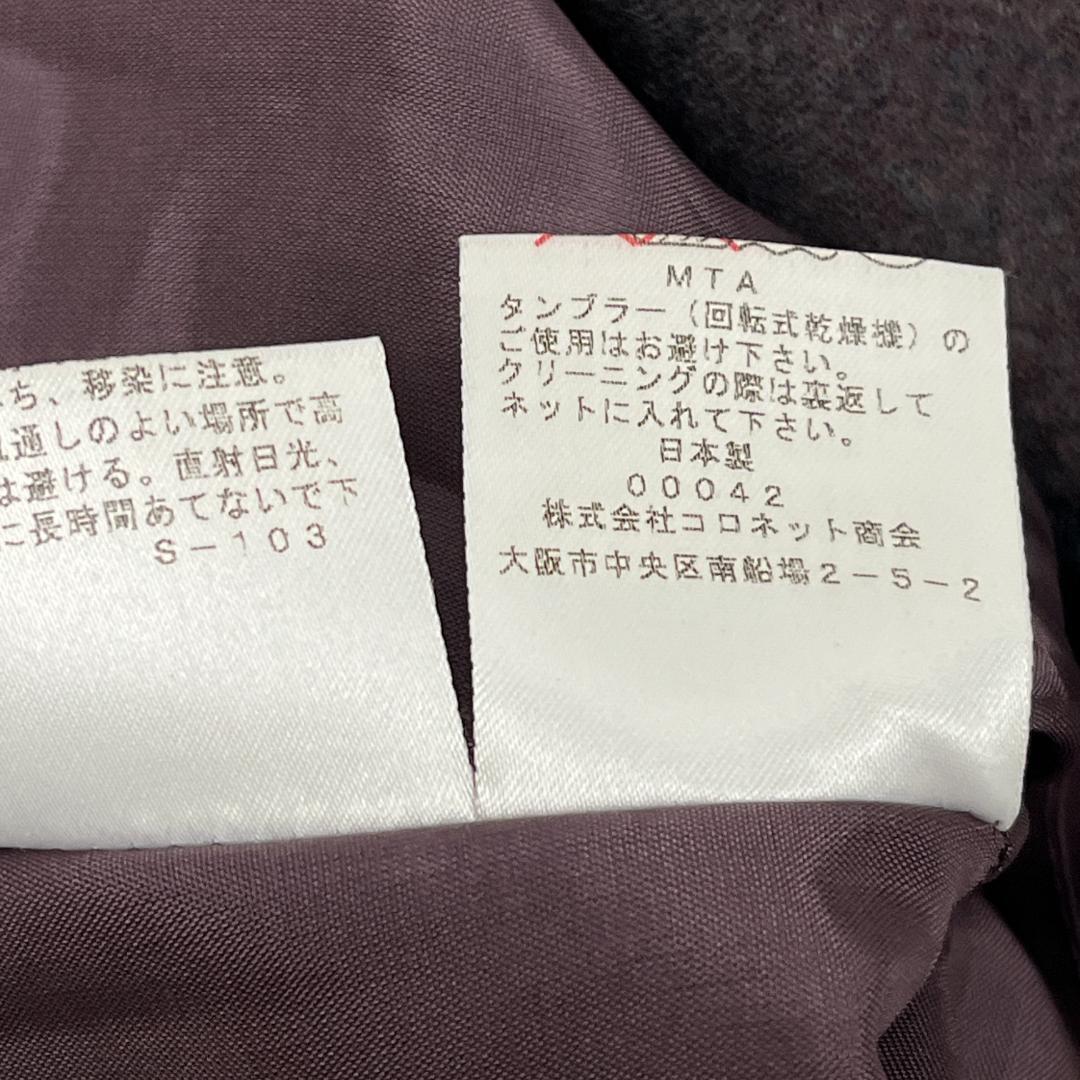 ち、移染に注意。
通しのよい場所で高
は避ける。直射日光、
に長時間あてないで下
S-103
MTA
タンブラー(回転式乾燥機)の
ご使用はお避け下さい。
クリーニングの際は裏返して
ネットに入れて下さい。
日本製
00042
株式会社コロネット商会
大阪市中央区南船場2-5-2